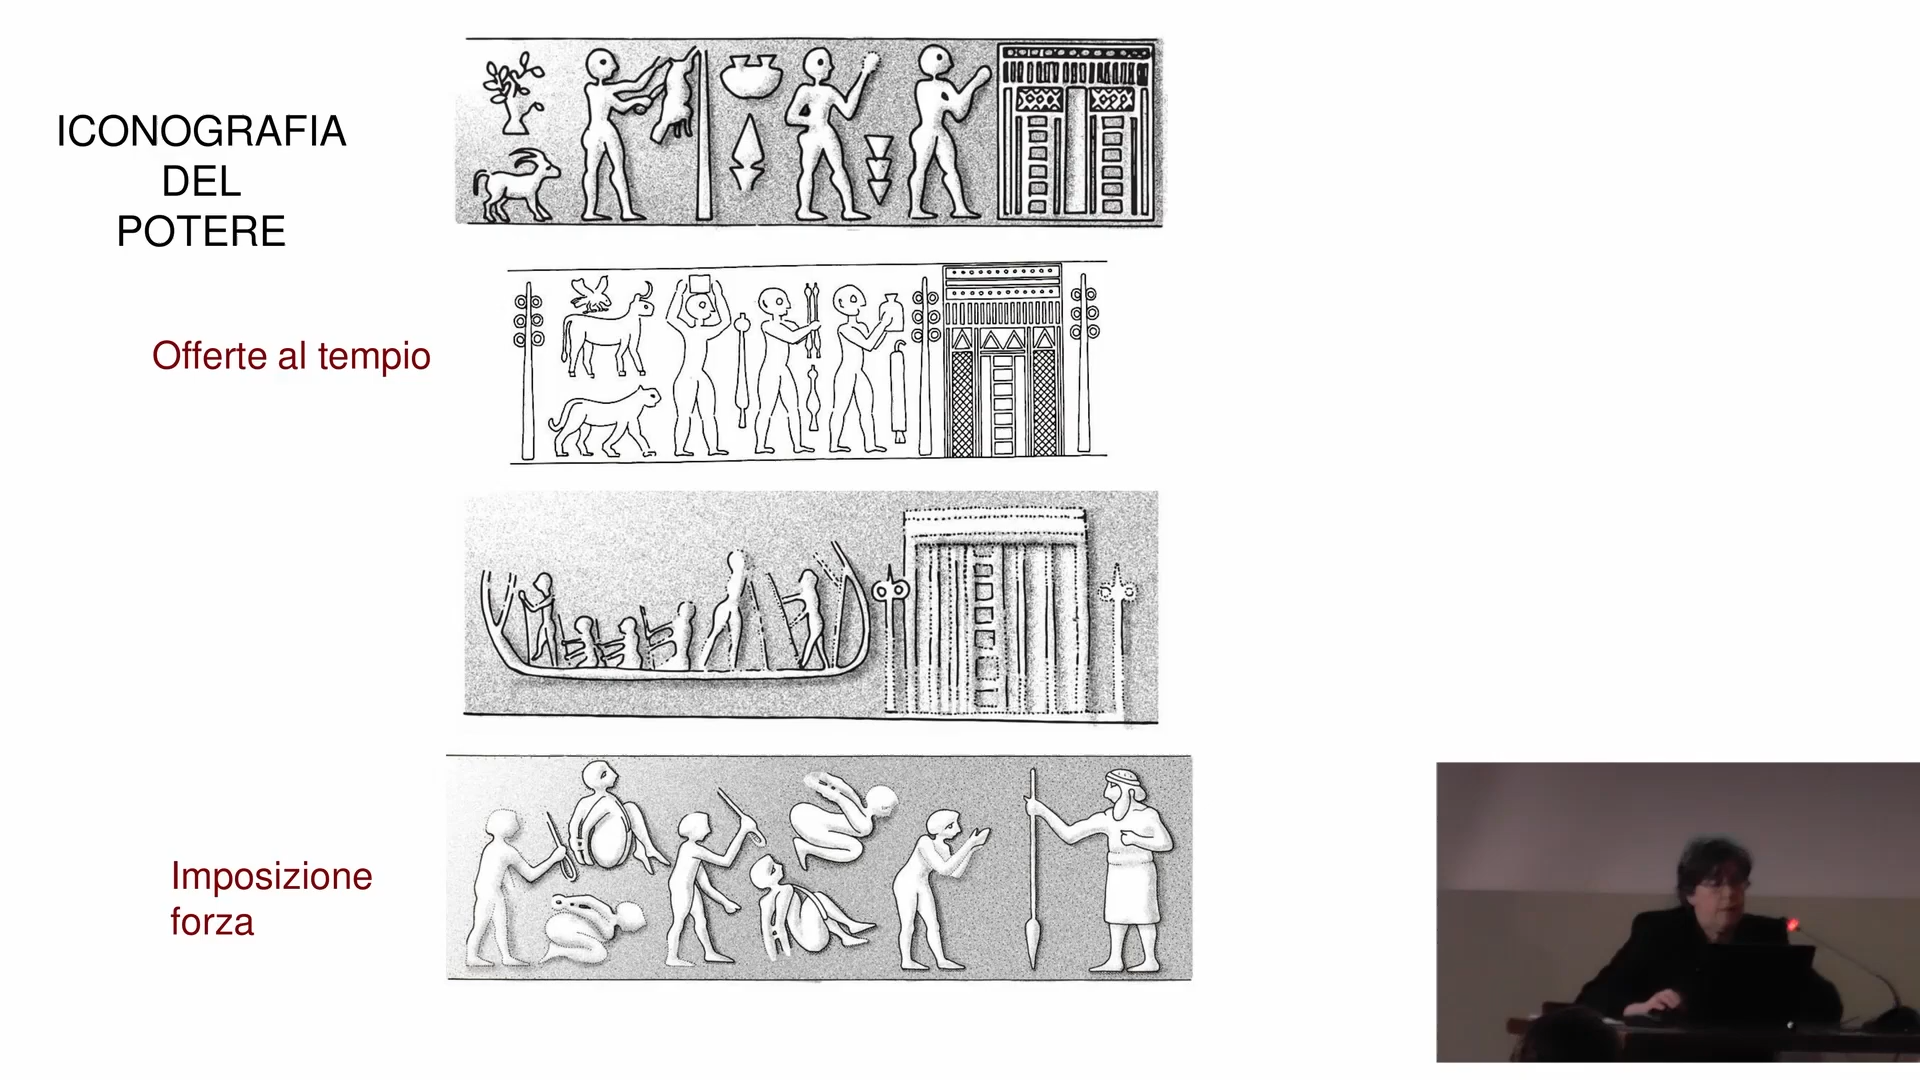 ICONOGRAFIA
DEL
POTERE
Offerte al tempio
Imposizione
forza